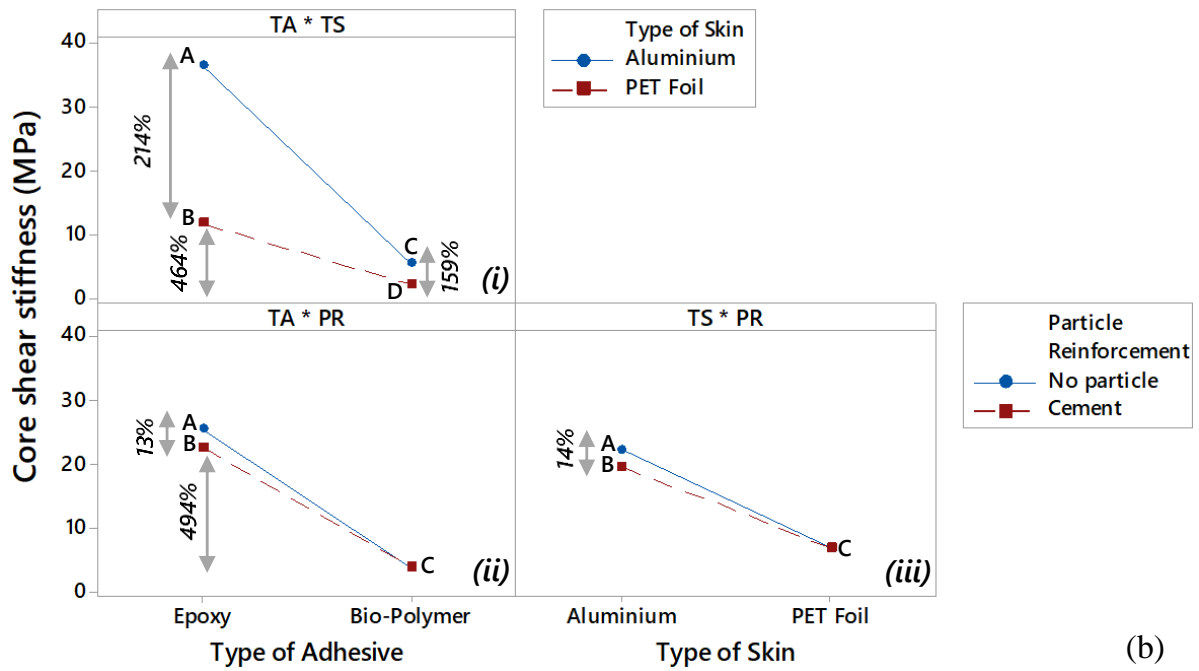 TA * TS
Type of Skin
Aluminium
PET Foil
Core shear stiffness (MPa)
40
30
20
10
0
A
214%
B
464%
C
D
159%
(i)
TA * PR
TS * PR
Particle
Reinforcement
No particle
Cement
40
30
20
10
0
A
13%
B
494%
C
(ii)
A
14%
B
C
(iii)
Epoxy
Bio-Polymer
Aluminium
PET Foil
Type of Adhesive
Type of Skin
(b)